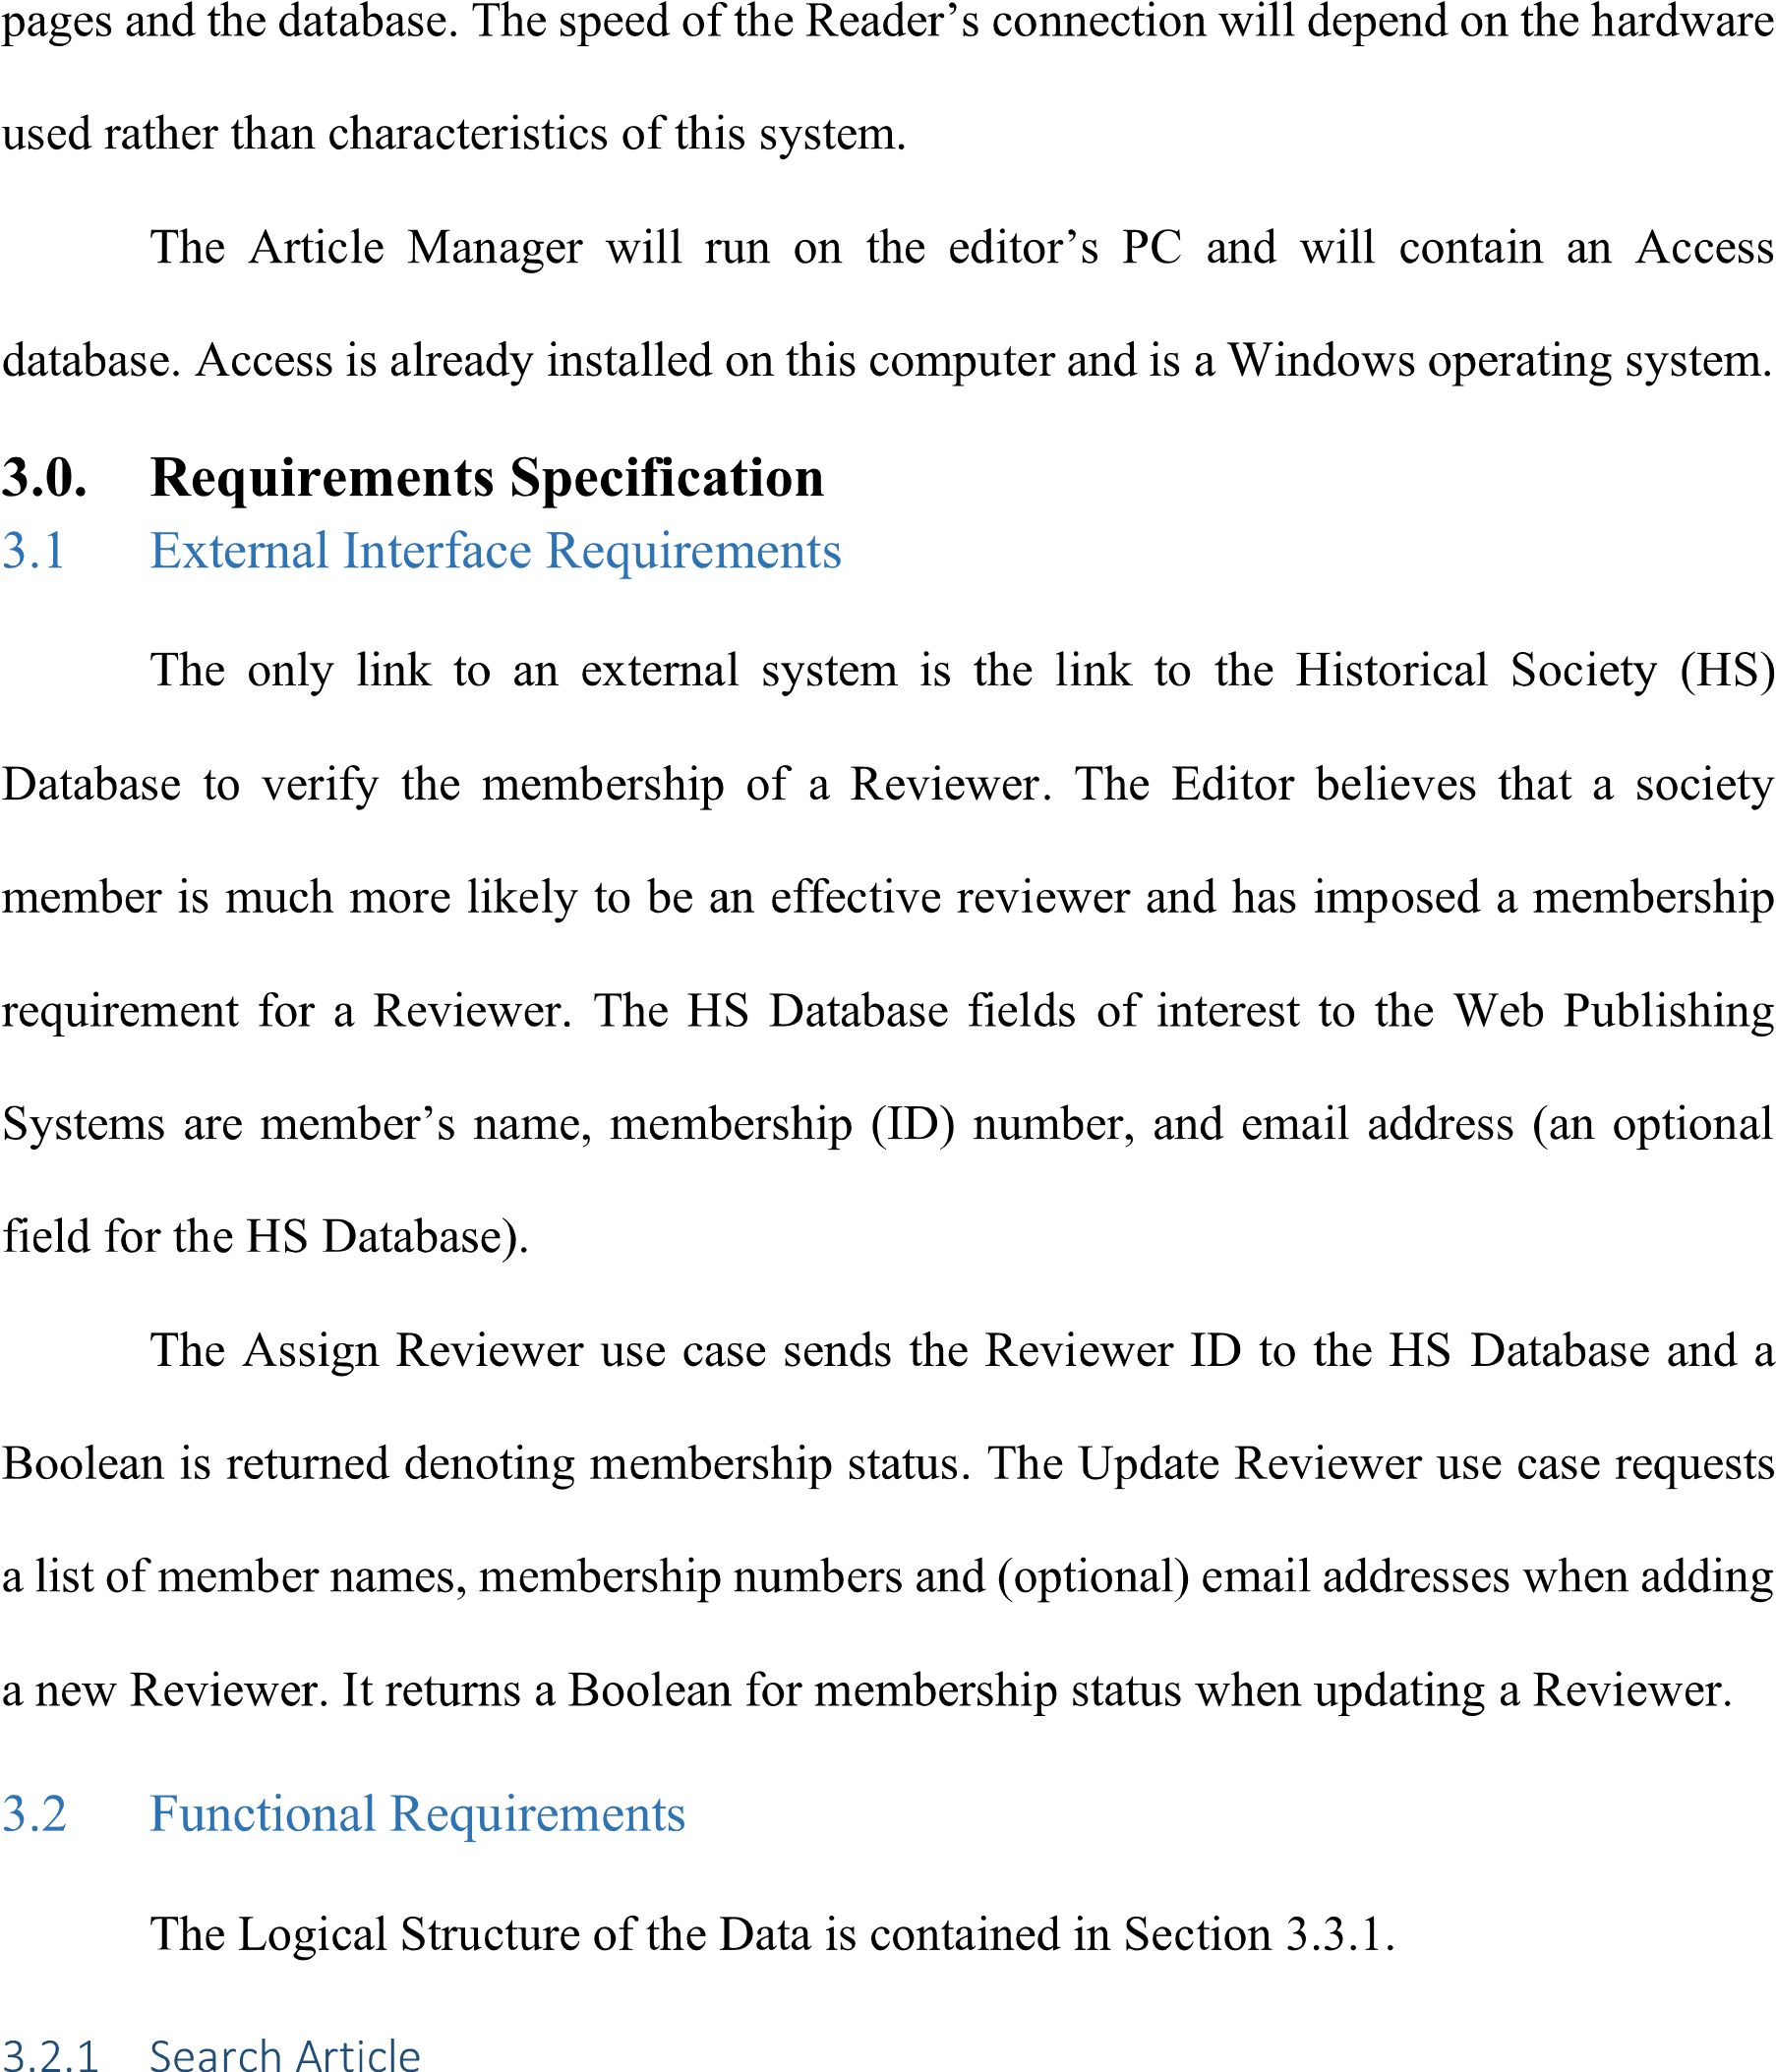 pages and the database. The speed of the Reader’s connection will depend on the hardware
used rather than characteristics of this system.
The Article Manager will run on the editor’s PC and will contain an Access
database. Access is already installed on this computer and is a Windows operating system.
3.0. Requirements Specification
3.1 External Interface Requirements
The only link to an external system is the link to the Historical Society (HS)
Database to verify the membership of a Reviewer. The Editor believes that a society
member is much more likely to be an effective reviewer and has imposed a membership
requirement for a Reviewer. The HS Database fields of interest to the Web Publishing
Systems are member’s name, membership (ID) number, and email address (an optional
field for the HS Database).
The Assign Reviewer use case sends the Reviewer ID to the HS Database and a
Boolean is returned denoting membership status. The Update Reviewer use case requests
a list of member names, membership numbers and (optional) email addresses when adding
a new Reviewer. It returns a Boolean for membership status when updating a Reviewer.
3.2 Functional Requirements
The Logical Structure of the Data is contained in Section 3.3.1.
3.2.1 Search Article